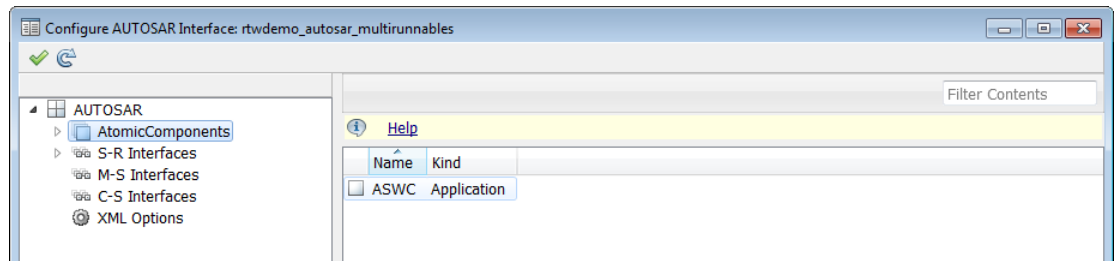 Configure AUTOSAR Interface: rtwdemo_autosar_multirunnables
Filter Contents
AUTOSAR
AtomicComponents
S-R Interfaces
M-S Interfaces
C-S Interfaces
XML Options
Help
Name Kind
ASWC Application